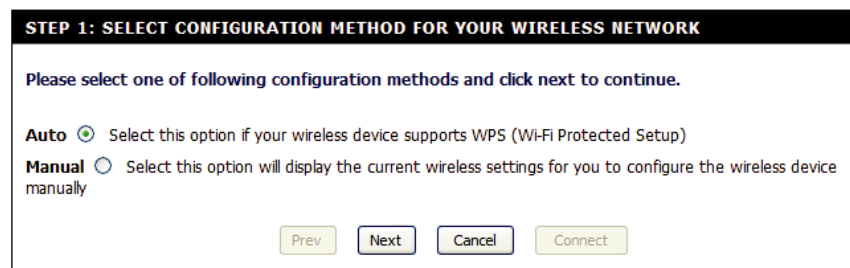 STEP 1: SELECT CONFIGURATION METHOD FOR YOUR WIRELESS NETWORK
Please select one of following configuration methods and click next to continue.
Auto Select this option if your wireless device supports WPS (Wi-Fi Protected Setup)
Manual Select this option will display the current wireless settings for you to configure the wireless device
manually
Prev Next Cancel Connect